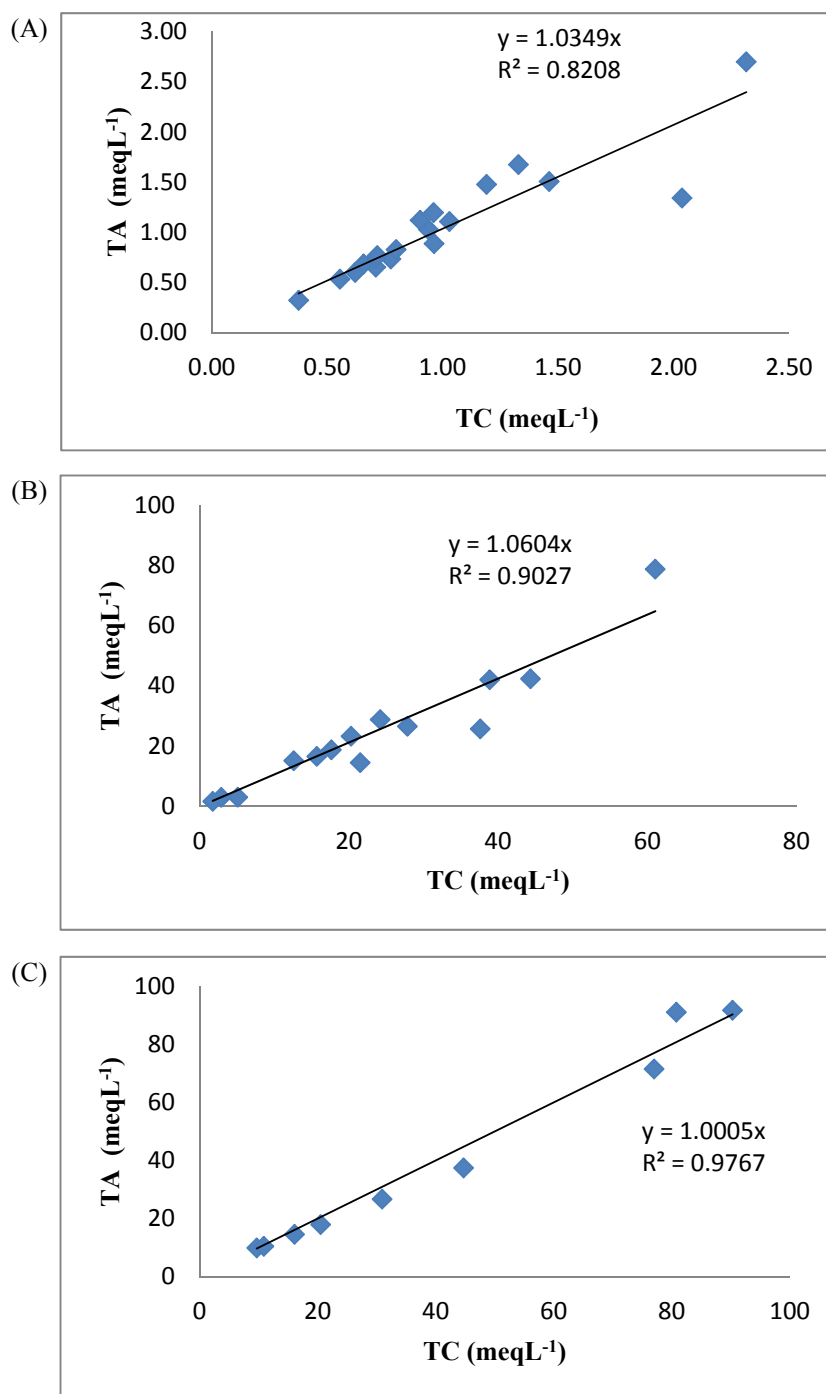 (A)
y = 1.0349x
R² = 0.8208
3.00
2.50
2.00
1.50
1.00
0.50
0.00
TA (meqL⁻¹)
0.00 0.50 1.00 1.50 2.00 2.50
TC (meqL⁻¹)
(B)
y = 1.0604x
R² = 0.9027
100
80
60
40
20
0
TA (meqL⁻¹)
0 20 40 60 80
TC (meqL⁻¹)
(C)
100
80
60
40
20
0
TA (meqL⁻¹)
y = 1.0005x
R² = 0.9767
0 20 40 60 80 100
TC (meqL⁻¹)